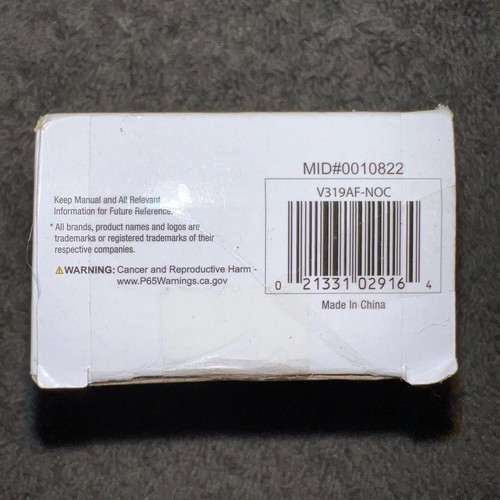 Keep Manual and All Relevant
Information for Future Reference.
* All brands, product names and logos are
trademarks or registered trademarks of their
respective companies.
⚠WARNING: Cancer and Reproductive Harm -
www.P65Warnings.ca.gov
MID#0010822
V319AF-NOC
0 21331 02916 4
Made In China